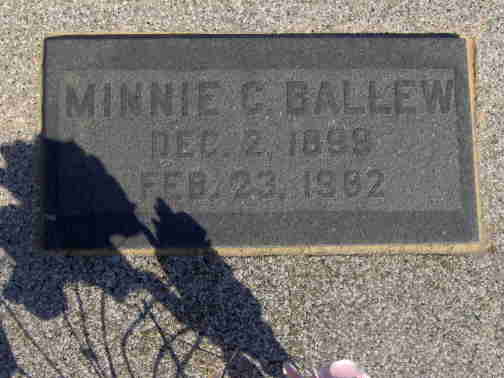 MINNIE C. BALLEW
DEC. 2, 1899
FEB. 23, 1982